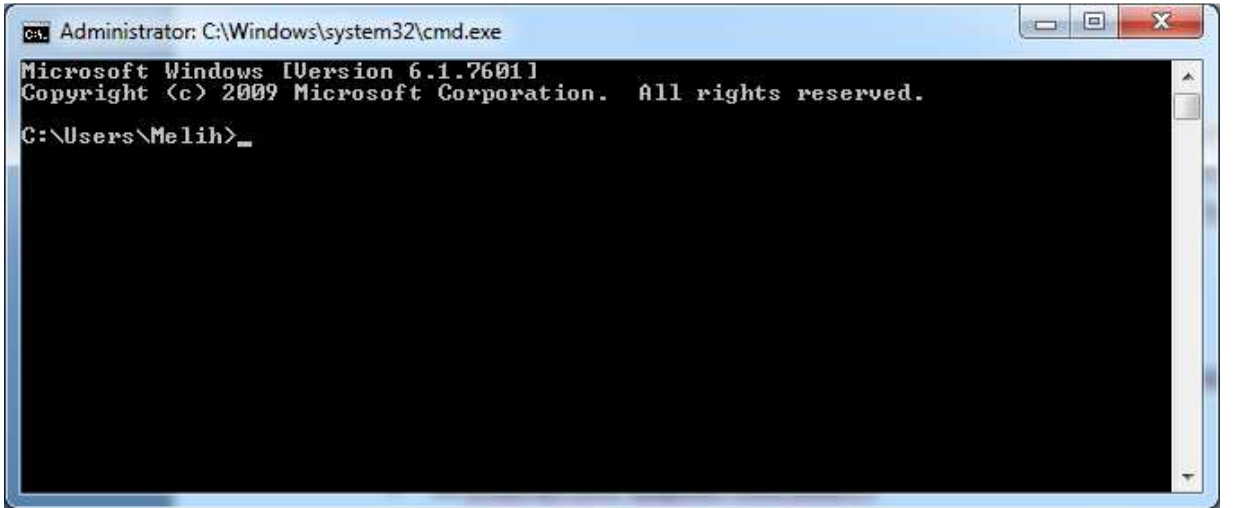 Administrator: C:\Windows\system32\cmd.exe
Microsoft Windows [Version 6.1.7601]
Copyright (c) 2009 Microsoft Corporation.  All rights reserved.
C:\Users\Melih>_